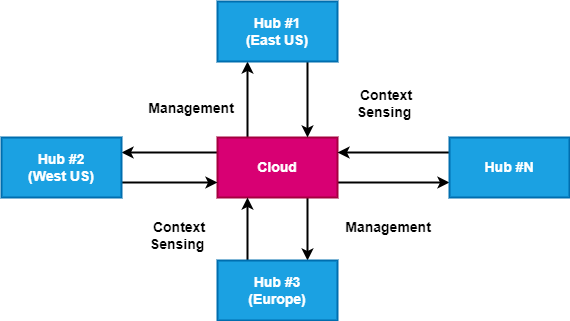 Hub #1
(East US)
Management
Context
Sensing
Hub #2
(West US)
Cloud
Hub #N
Context
Sensing
Management
Hub #3
(Europe)